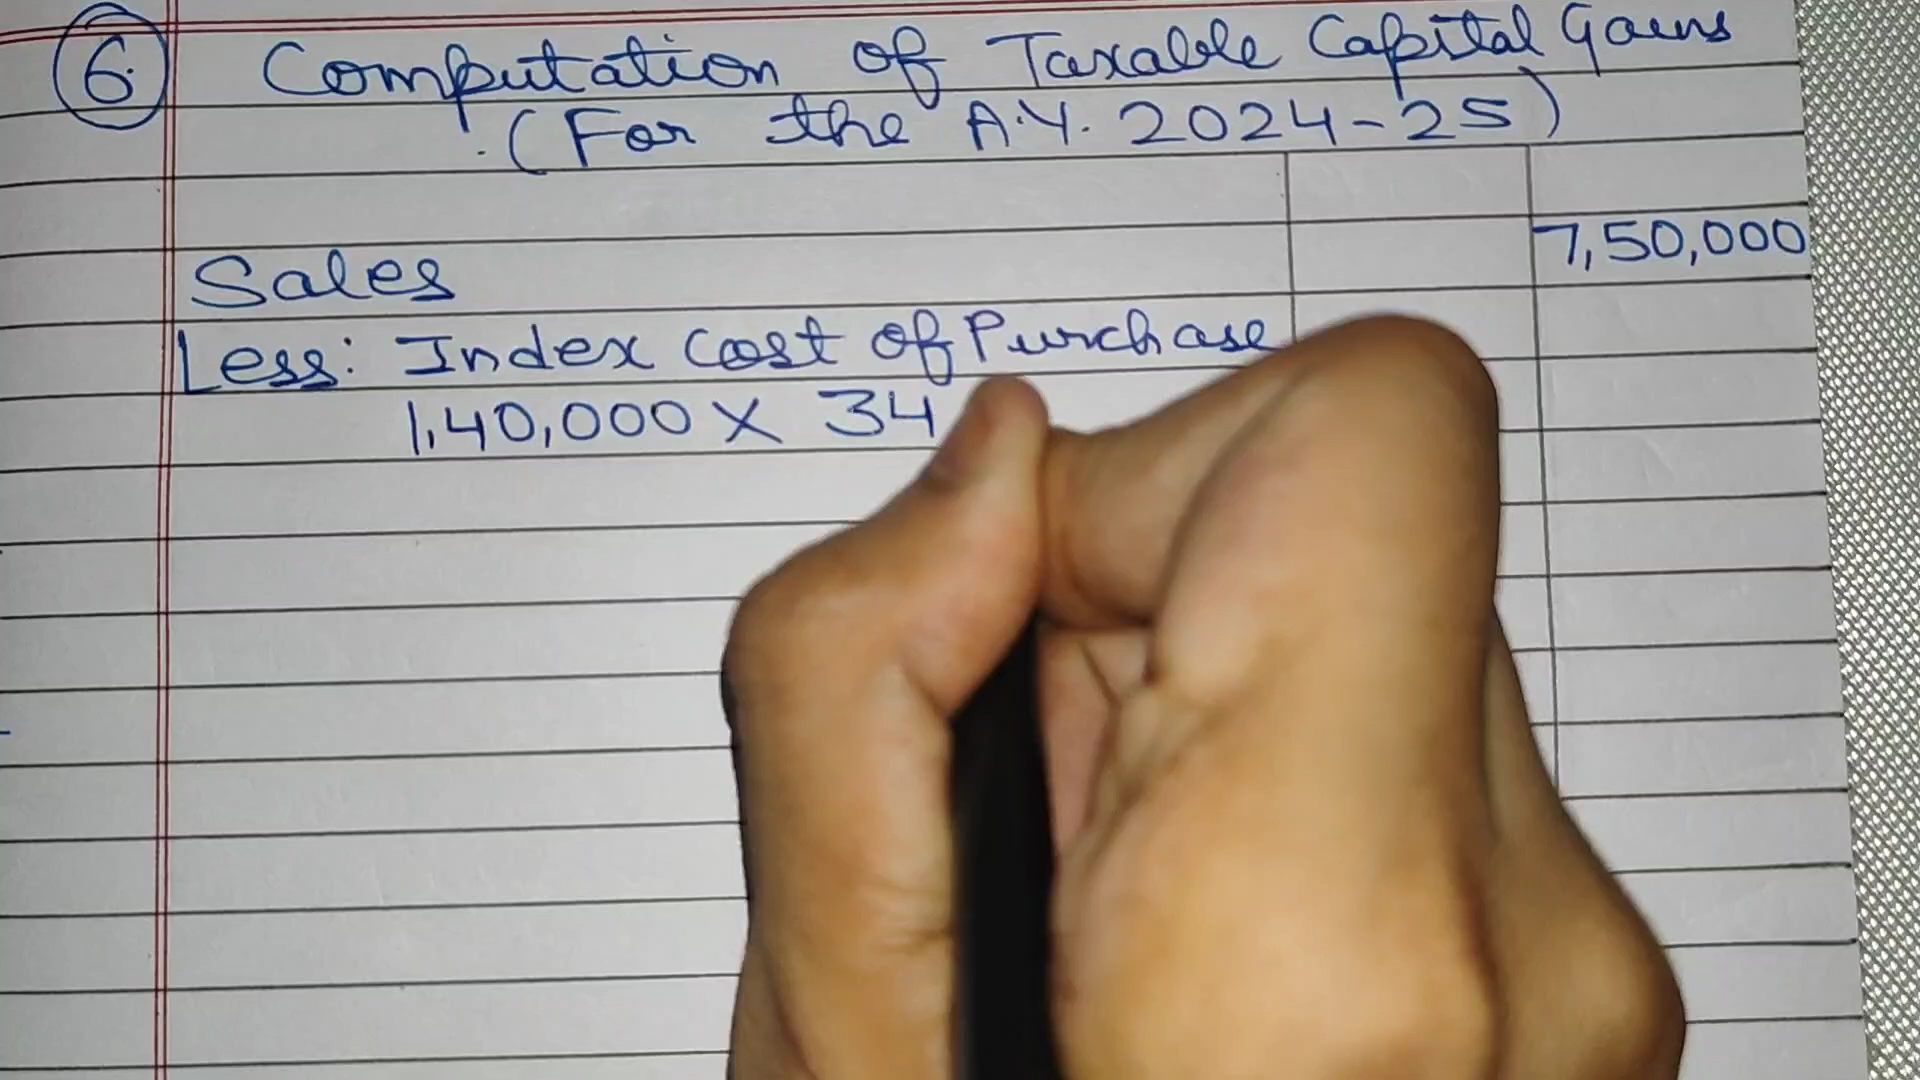 6. Computation of Taxable Capital Gains
(For the A.Y. 2024-25)
Sales 7,50,000
Less: Index Cost of Purchase
1,40,000 X 34